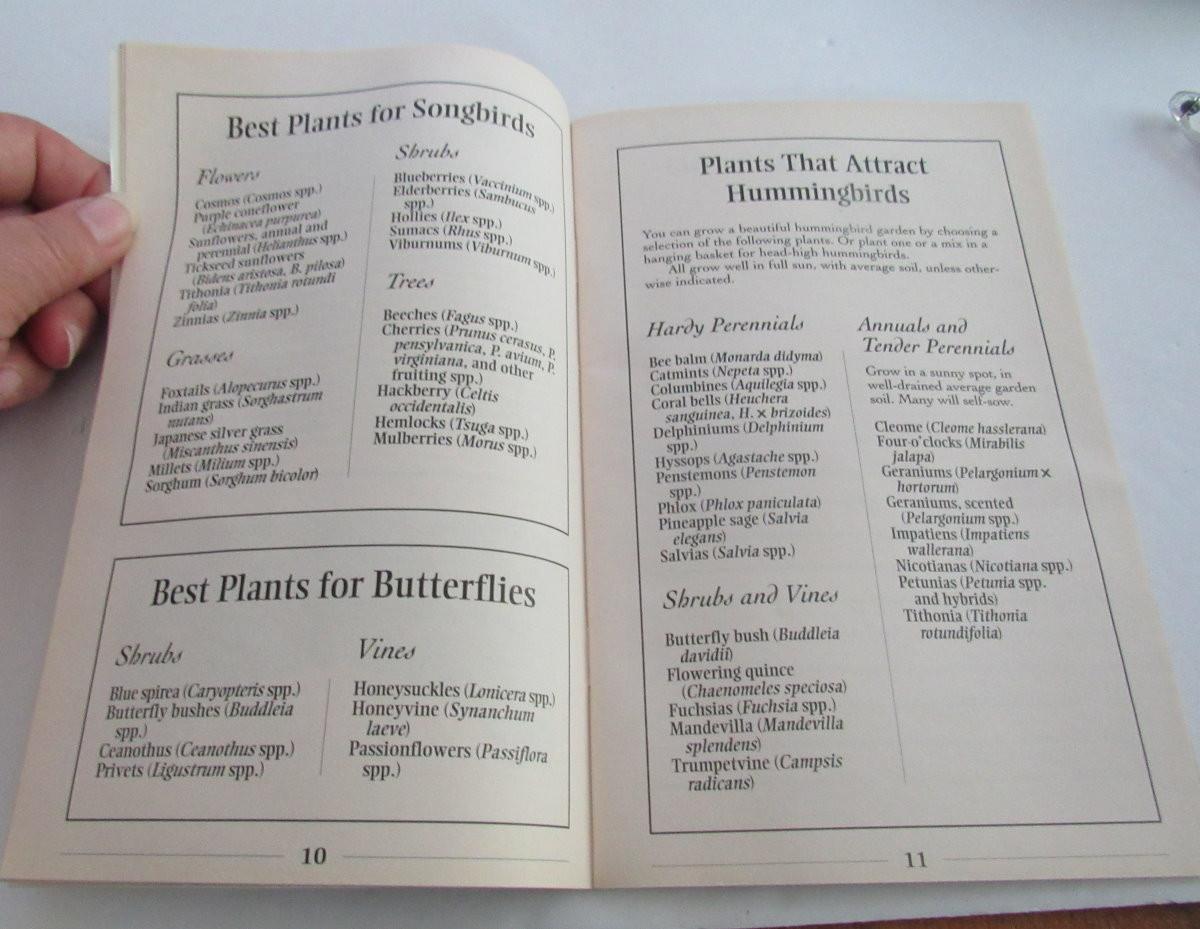 Best Plants for Songbirds
Flowers
Cosmos (Cosmos spp.)
Purple coneflower
(Echinacea purpurea)
Sunflowers, annual and
perennial (Helianthus spp.)
Tickseed sunflowers
(Bidens aristosa, B. pilosa)
Tithonia (Tithonia rotundi
folia)
Zinnias (Zinnia spp.)
Grasses
Foxtails (Alopecurus spp.)
Indian grass (Sorghastrum
nutans)
Japanese silver grass
(Miscanthus sinensis)
Millets (Milium spp.)
Sorghum (Sorghum bicolor)
Shrubs
Blueberries (Vaccinium spp.)
Elderberries (Sambucus
spp.)
Hollies (Ilex spp.)
Sumacs (Rhus spp.)
Viburnums (Viburnum spp.)
Trees
Beeches (Fagus spp.)
Cherries (Prunus cerasus, P.
pensylvanica, P. avium, P.
virginiana, and other
fruiting spp.)
Hackberry (Celtis
occidentalis)
Hemlocks (Tsuga spp.)
Mulberries (Morus spp.)
Best Plants for Butterflies
Shrubs
Blue spirea (Caryopteris spp.)
Butterfly bushes (Buddleia
spp.)
Ceanothus (Ceanothus spp.)
Privets (Ligustrum spp.)
Vines
Honeysuckles (Lonicera spp.)
Honeyvine (Synanchum
laeve)
Passionflowers (Passiflora
spp.)
10
Plants That Attract
Hummingbirds
You can grow a beautiful hummingbird garden by choosing a
selection of the following plants. Or plant one or a mix in a
hanging basket for head-high hummingbirds.
All grow well in full sun, with average soil, unless other-
wise indicated.
Hardy Perennials
Bee balm (Monarda didyma)
Catmints (Nepeta spp.)
Columbines (Aquilegia spp.)
Coral bells (Heuchera
sanguinea, H. × brizoides)
Delphiniums (Delphinium
spp.)
Hyssops (Agastache spp.)
Penstemons (Penstemon
spp.)
Phlox (Phlox paniculata)
Pineapple sage (Salvia
elegans)
Salvias (Salvia spp.)
Shrubs and Vines
Butterfly bush (Buddleia
davidii)
Flowering quince
(Chaenomeles speciosa)
Fuchsias (Fuchsia spp.)
Mandevilla (Mandevilla
splendens)
Trumpetvine (Campsis
radicans)
Annuals and
Tender Perennials
Grow in a sunny spot, in
well-drained average garden
soil. Many will self-sow.
Cleome (Cleome hasslerana)
Four-o'clocks (Mirabilis
jalapa)
Geraniums (Pelargonium ×
hortorum)
Geraniums, scented
(Pelargonium spp.)
Impatiens (Impatiens
wallerana)
Nicotianas (Nicotiana spp.)
Petunias (Petunia spp.
and hybrids)
Tithonia (Tithonia
rotundifolia)
11